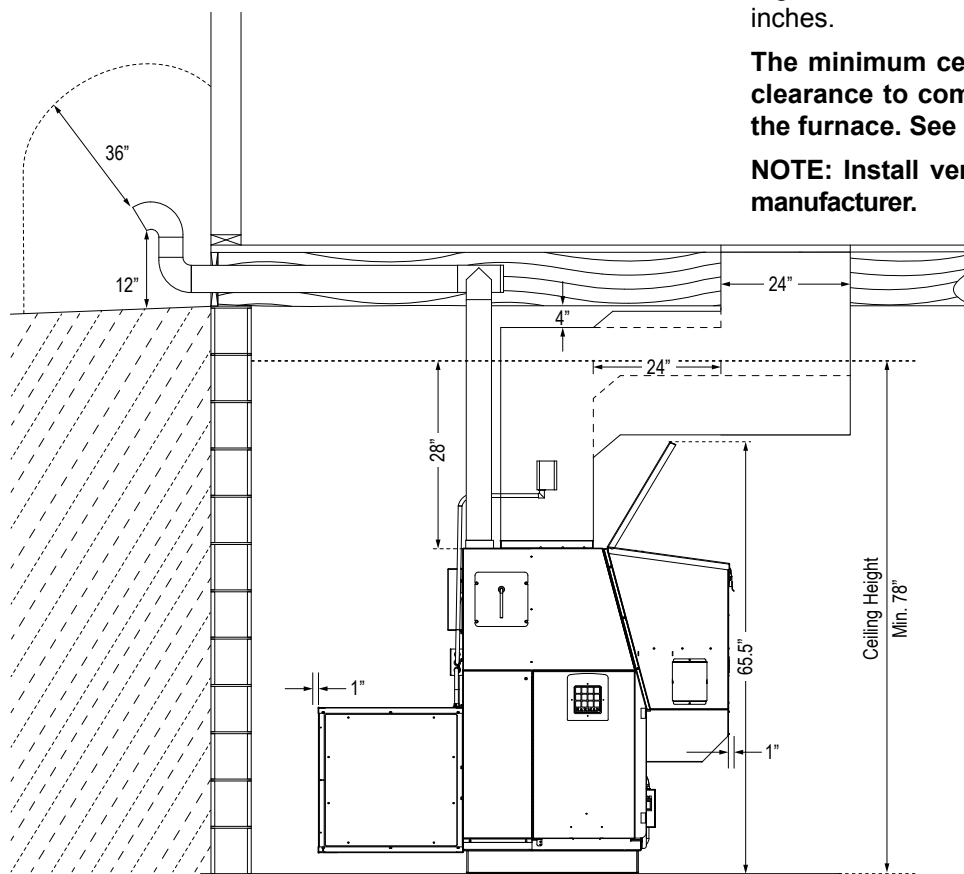 inches.
The minimum ce
clearance to com
the furnace. See
NOTE: Install ver
manufacturer.
36”
12”
24”
4”
24”
28”
65.5”
Ceiling Height
Min. 78”
1”
1”